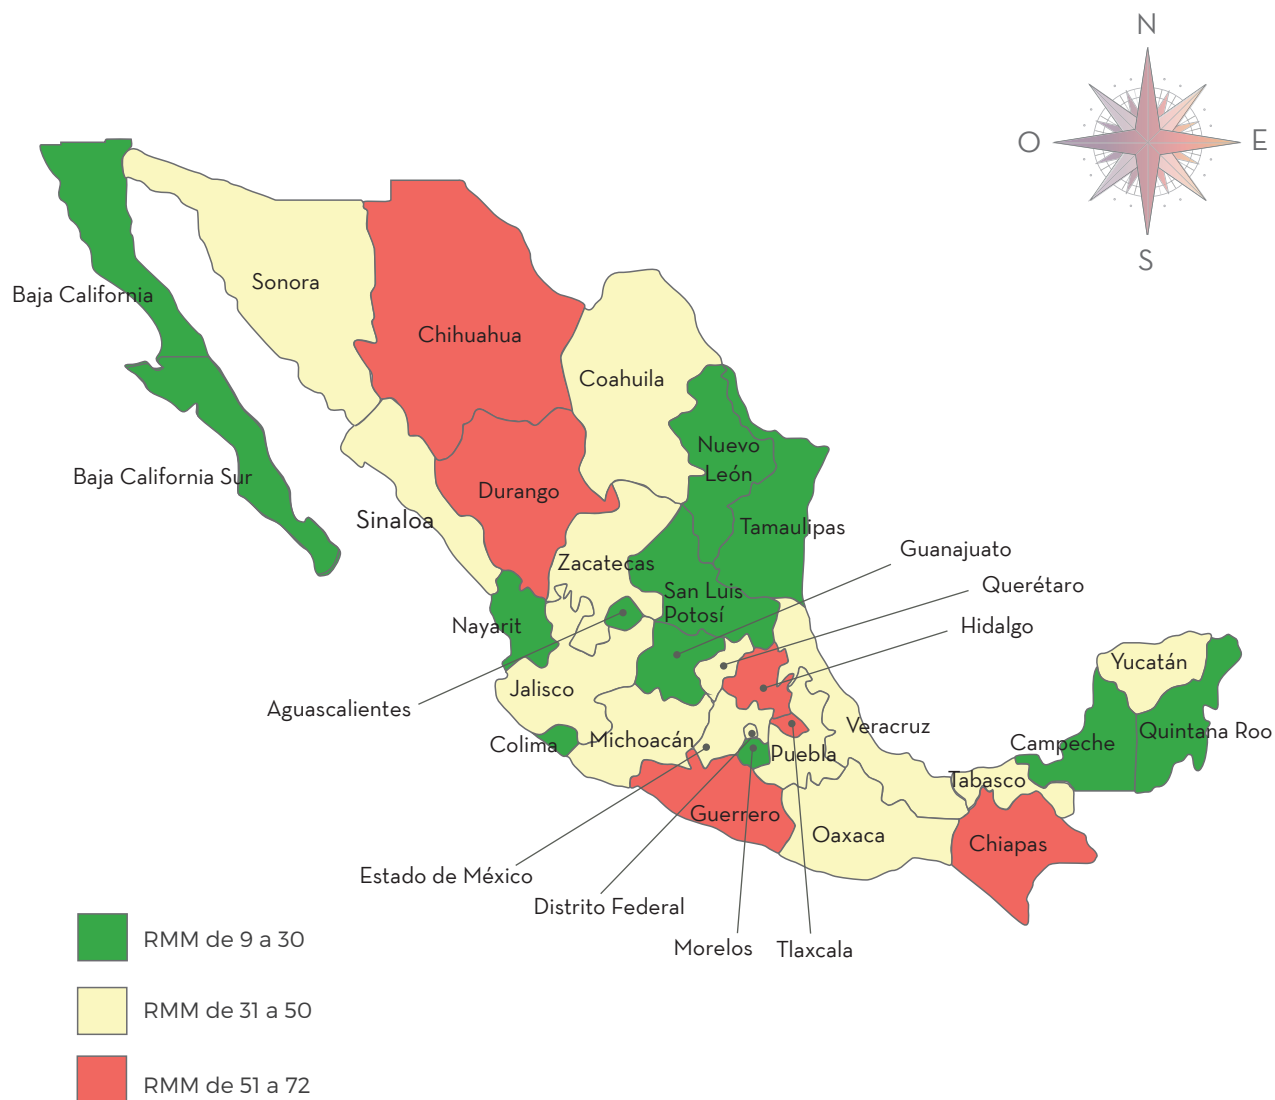 N
O
E
S
Baja California
Sonora
Chihuahua
Coahuila
Nuevo
León
Baja California Sur
Durango
Sinaloa
Tamaulipas
Guanajuato
Zacatecas
Querétaro
San Luis
Potosí
Nayarit
Hidalgo
Yucatán
Jalisco
Aguascalientes
Veracruz
Quintana Roo
Colima
Michoacán
Campeche
Puebla
Tabasco
Guerrero
Oaxaca
Chiapas
Estado de México
Distrito Federal
Morelos
Tlaxcala
RMM de 9 a 30
RMM de 31 a 50
RMM de 51 a 72